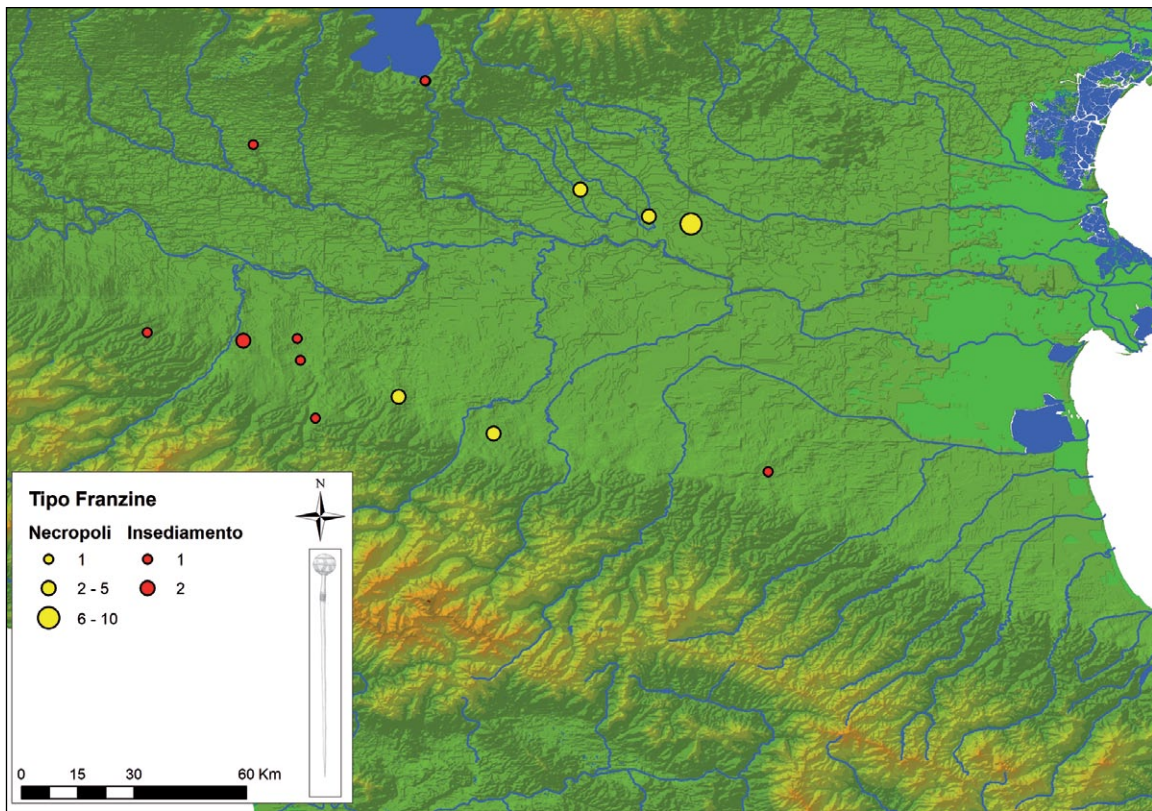 Tipo Franzine
N
Necropoli Insediamento
1 1
2 - 5 2
6 - 10
0 15 30 60 Km